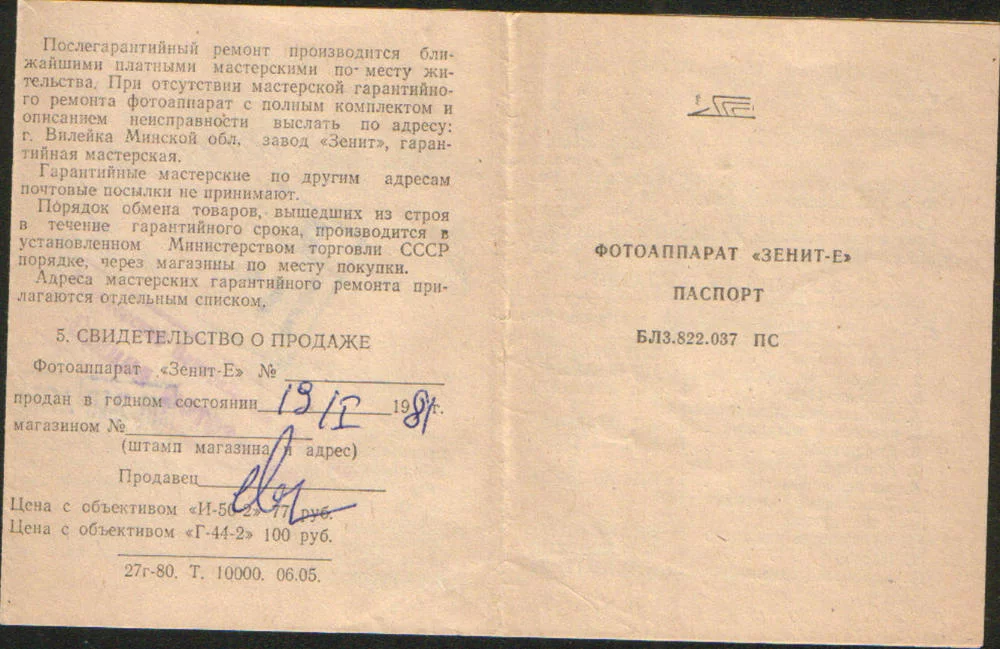 Послегарантийный ремонт производится бли-
жайшими платными мастерскими по месту жи-
тельства. При отсутствии мастерской гарантийно-
го ремонта фотоаппарат с полным комплектом и
описанием неисправности выслать по адресу:
г. Вилейка Минской обл, завод «Зенит», гаран-
тийная мастерская.
Гарантийные мастерские по другим адресам
почтовые посылки не принимают.
Порядок обмена товаров, вышедших из строя
в течение гарантийного срока, производится в
установленном Министерством торговли СССР
порядке, через магазины по месту покупки.
Адреса мастерских гарантийного ремонта при-
лагаются отдельным списком.
5. СВИДЕТЕЛЬСТВО О ПРОДАЖЕ
Фотоаппарат «Зенит-Е» №
продан в годном состоянии 19/I 1981 г.
магазином №
(штамп магазина и адрес)
Продавец
Цена с объективом «И-50-2» 77 руб.
Цена с объективом «Г-44-2» 100 руб.
27г-80. Т. 10000. 06.05.
ФОТОАППАРАТ «ЗЕНИТ-Е»
ПАСПОРТ
БЛ3.822.037 ПС